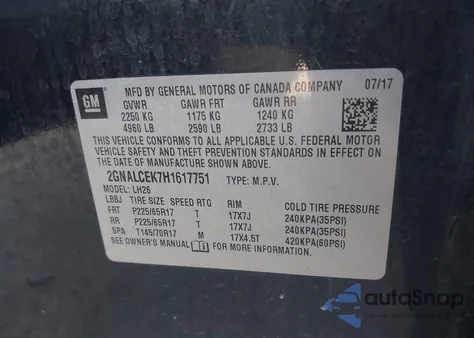 GM
MFD BY GENERAL MOTORS OF CANADA COMPANY 07/17
GVWR GAWR FRT GAWR RR
2250 KG 1175 KG 1240 KG
4960 LB 2590 LB 2733 LB
THIS VEHICLE CONFORMS TO ALL APPLICABLE U.S. FEDERAL MOTOR
VEHICLE SAFETY AND THEFT PREVENTION STANDARDS IN EFFECT ON THE
DATE OF MANUFACTURE SHOWN ABOVE.
2GNALCEK7H1617751 TYPE: M.P.V.
MODEL: LH26
LBBJ TIRE SIZE SPEED RTG RIM COLD TIRE PRESSURE
FRT P225/65R17 T 17X7J 240KPA(35PSI)
RR P225/65R17 T 17X7J 240KPA(35PSI)
SPA T145/70R17 M 17X4.5T 420KPA(60PSI)
SEE OWNER'S MANUAL FOR MORE INFORMATION.
autoSnap